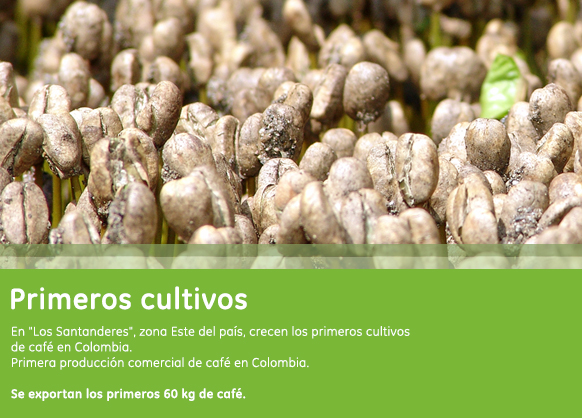 Primeros cultivos
En "Los Santanderes", zona Este del país, crecen los primeros cultivos
de café en Colombia.
Primera producción comercial de café en Colombia.
Se exportan los primeros 60 kg de café.